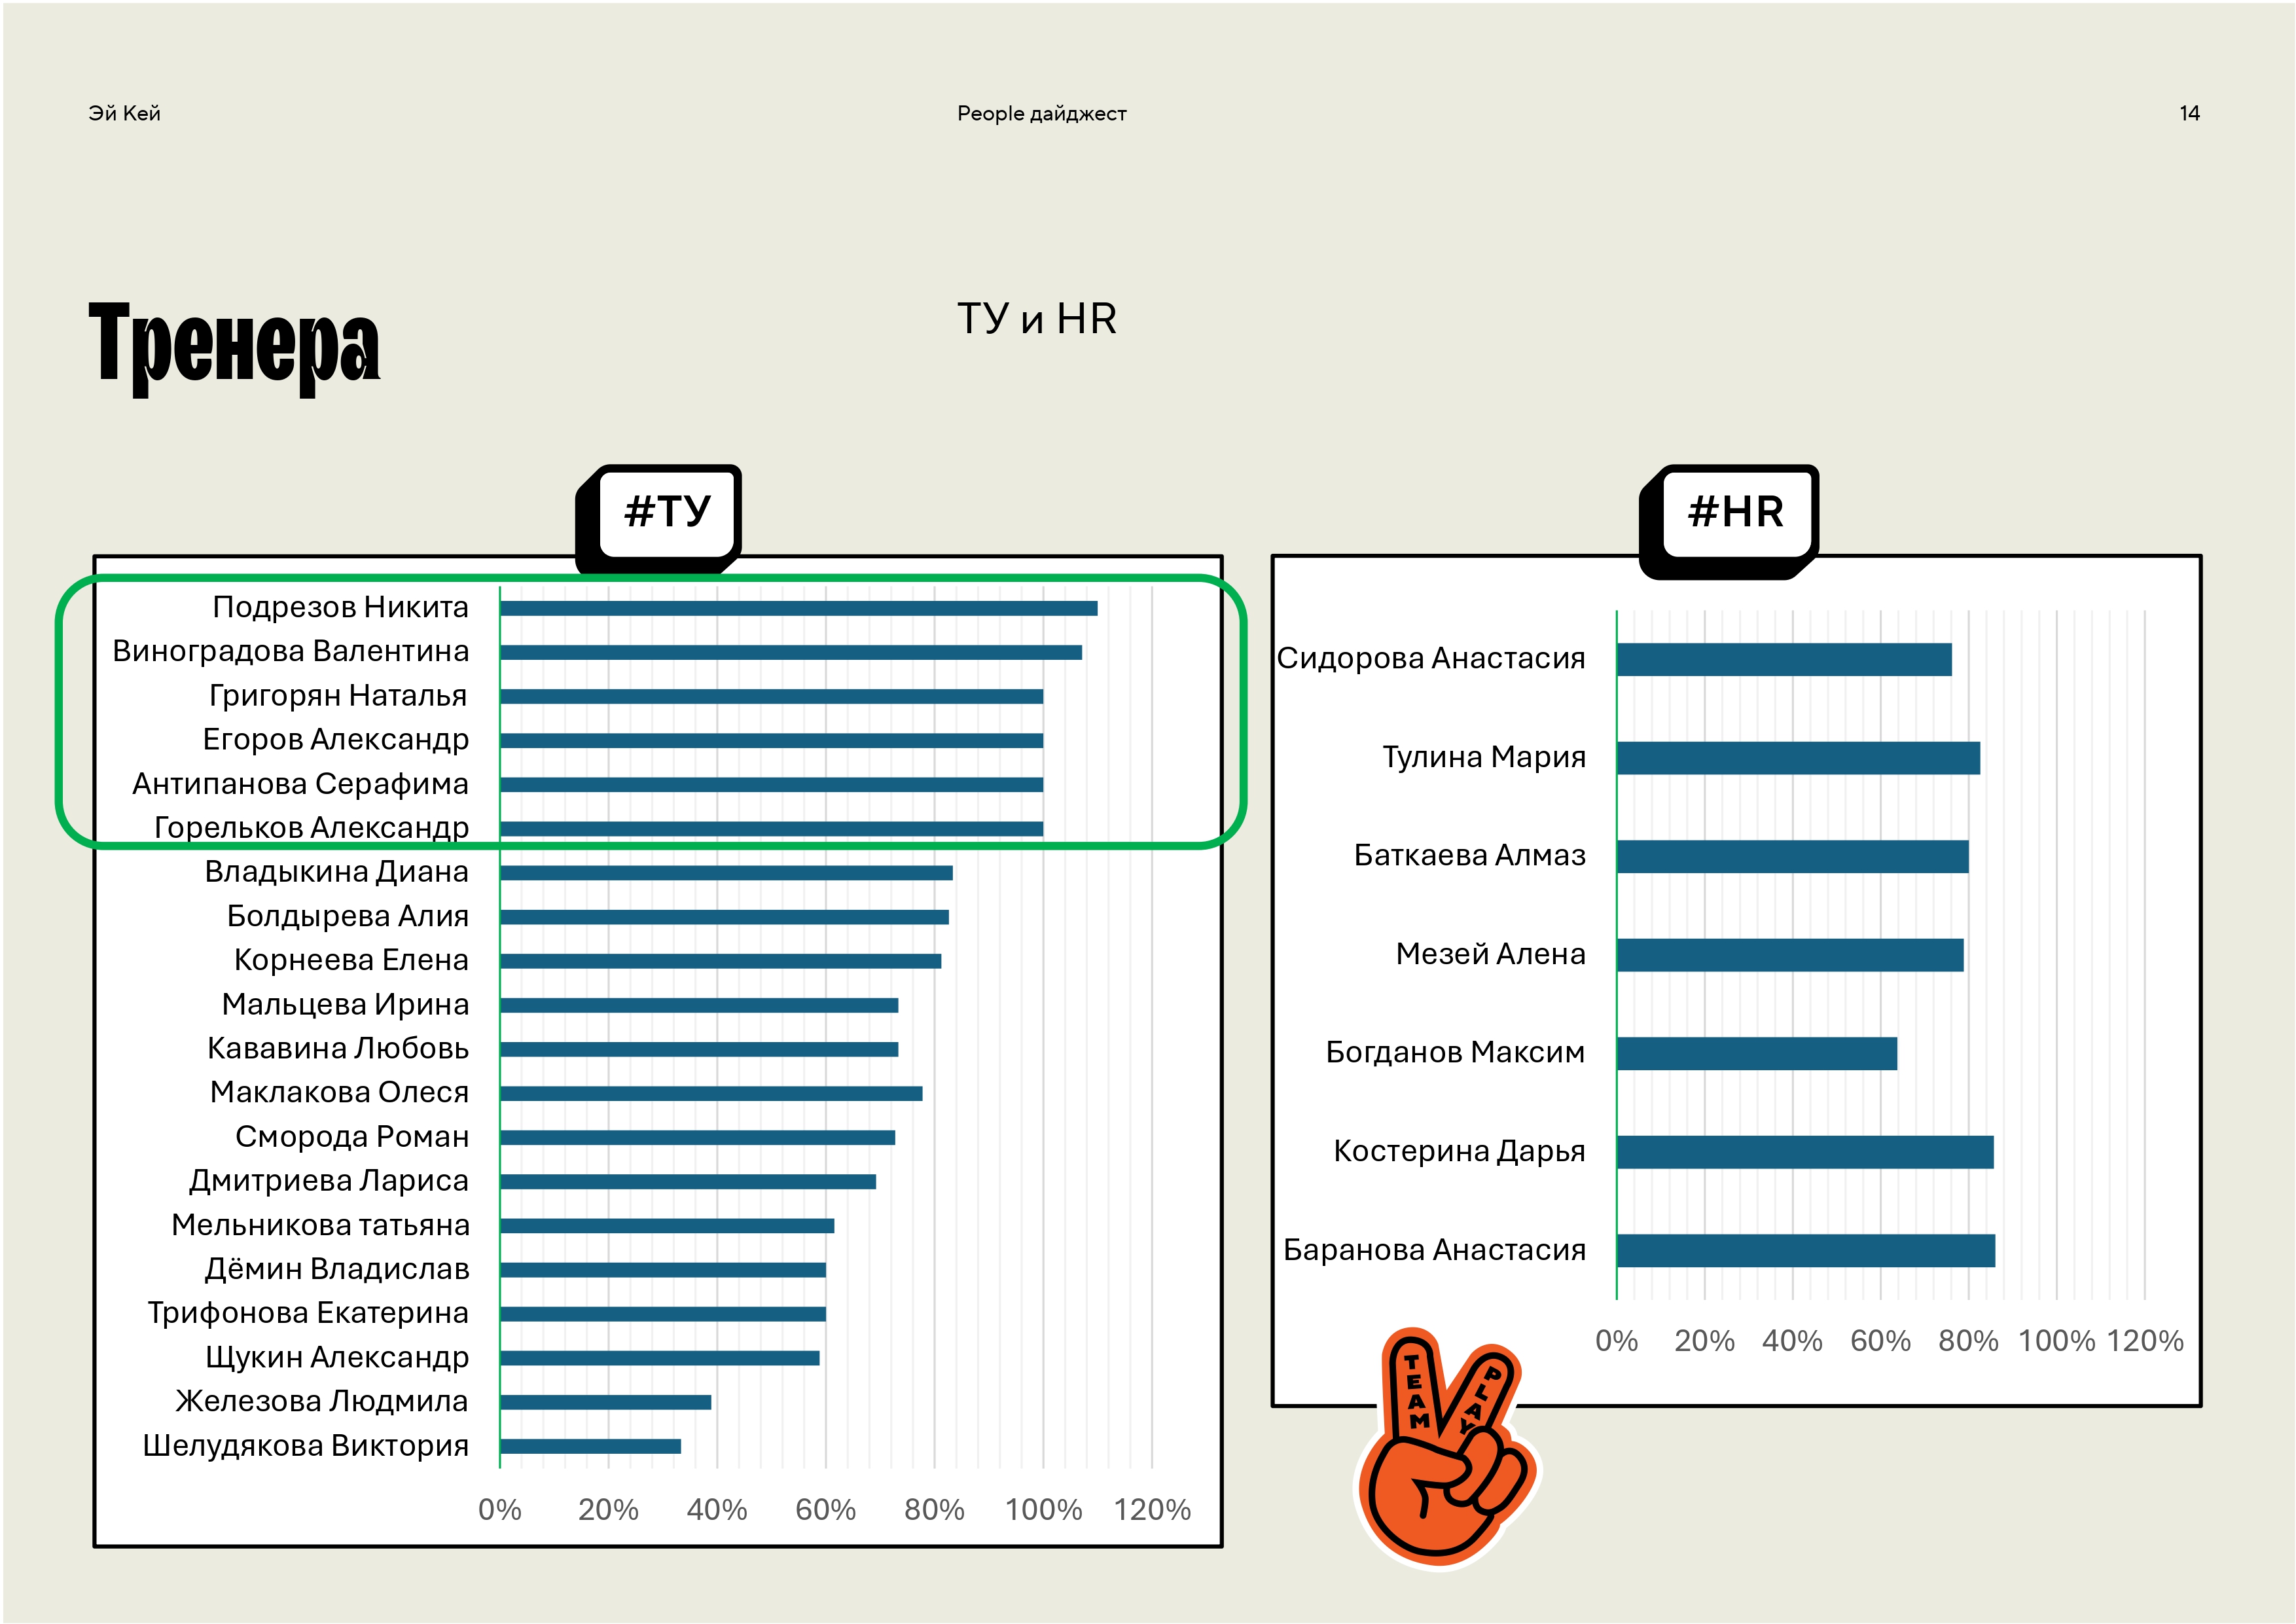 Эй Кей
People дайджест
14
Тренера
ТУ и HR
#ТУ
Подрезов Никита
Виноградова Валентина
Григорян Наталья
Егоров Александр
Антипанова Серафима
Горельков Александр
Владыкина Диана
Болдырева Алия
Корнеева Елена
Мальцева Ирина
Кававина Любовь
Маклакова Олеся
Сморода Роман
Дмитриева Лариса
Мельникова татьяна
Дёмин Владислав
Трифонова Екатерина
Щукин Александр
Железова Людмила
Шелудякова Виктория
0% 20% 40% 60% 80% 100% 120%
#HR
Сидорова Анастасия
Тулина Мария
Баткаева Алмаз
Мезей Алена
Богданов Максим
Костерина Дарья
Баранова Анастасия
0% 20% 40% 60% 80% 100% 120%
TEAM
PLAY